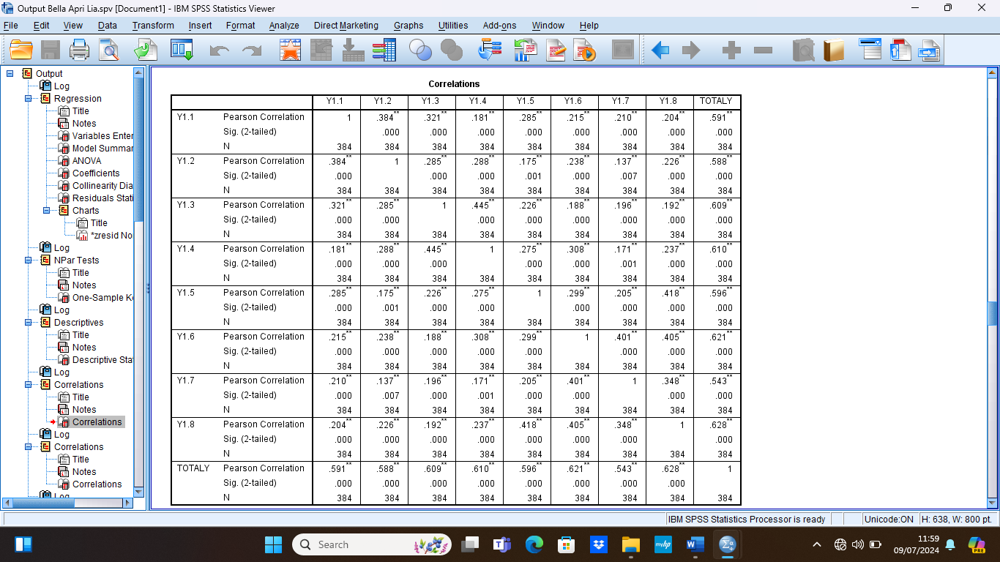 Output Bella Apri Lia.spv [Document1] - IBM SPSS Statistics Viewer
File Edit View Data Transform Insert Format Analyze Direct Marketing Graphs Utilities Add-ons Window Help
Output
Log
Regression
Title
Notes
Variables Enter
Model Summar
ANOVA
Coefficients
Collinearity Dia
Residuals Stati
Charts
Title
*zresid No
Log
NPar Tests
Title
Notes
One-Sample K
Log
Descriptives
Title
Notes
Descriptive Sta
Log
Correlations
Title
Notes
Correlations
Log
Correlations
Title
Notes
Correlations
Log
Correlations
Y1.1 Y1.2 Y1.3 Y1.4 Y1.5 Y1.6 Y1.7 Y1.8 TOTALY
Y1.1 Pearson Correlation 1 .384** .321** .181** .285** .215** .210** .204** .591**
Sig. (2-tailed) .000 .000 .000 .000 .000 .000 .000 .000
N 384 384 384 384 384 384 384 384 384
Y1.2 Pearson Correlation .384** 1 .285** .288** .175** .238** .137** .226** .588**
Sig. (2-tailed) .000 .000 .000 .001 .000 .007 .000 .000
N 384 384 384 384 384 384 384 384 384
Y1.3 Pearson Correlation .321** .285** 1 .445** .226** .188** .196** .192** .609**
Sig. (2-tailed) .000 .000 .000 .000 .000 .000 .000 .000
N 384 384 384 384 384 384 384 384 384
Y1.4 Pearson Correlation .181** .288** .445** 1 .275** .308** .171** .237** .610**
Sig. (2-tailed) .000 .000 .000 .000 .000 .001 .000 .000
N 384 384 384 384 384 384 384 384 384
Y1.5 Pearson Correlation .285** .175** .226** .275** 1 .299** .205** .418** .596**
Sig. (2-tailed) .000 .001 .000 .000 .000 .000 .000 .000
N 384 384 384 384 384 384 384 384 384
Y1.6 Pearson Correlation .215** .238** .188** .308** .299** 1 .401** .405** .621**
Sig. (2-tailed) .000 .000 .000 .000 .000 .000 .000 .000
N 384 384 384 384 384 384 384 384 384
Y1.7 Pearson Correlation .210** .137** .196** .171** .205** .401** 1 .348** .543**
Sig. (2-tailed) .000 .007 .000 .001 .000 .000 .000 .000
N 384 384 384 384 384 384 384 384 384
Y1.8 Pearson Correlation .204** .226** .192** .237** .418** .405** .348** 1 .628**
Sig. (2-tailed) .000 .000 .000 .000 .000 .000 .000 .000
N 384 384 384 384 384 384 384 384 384
TOTALY Pearson Correlation .591** .588** .609** .610** .596** .621** .543** .628** 1
Sig. (2-tailed) .000 .000 .000 .000 .000 .000 .000 .000
N 384 384 384 384 384 384 384 384 384
IBM SPSS Statistics Processor is ready Unicode:ON H: 638, W: 800 pt.
Search
myhp
PRE
11:59
09/07/2024